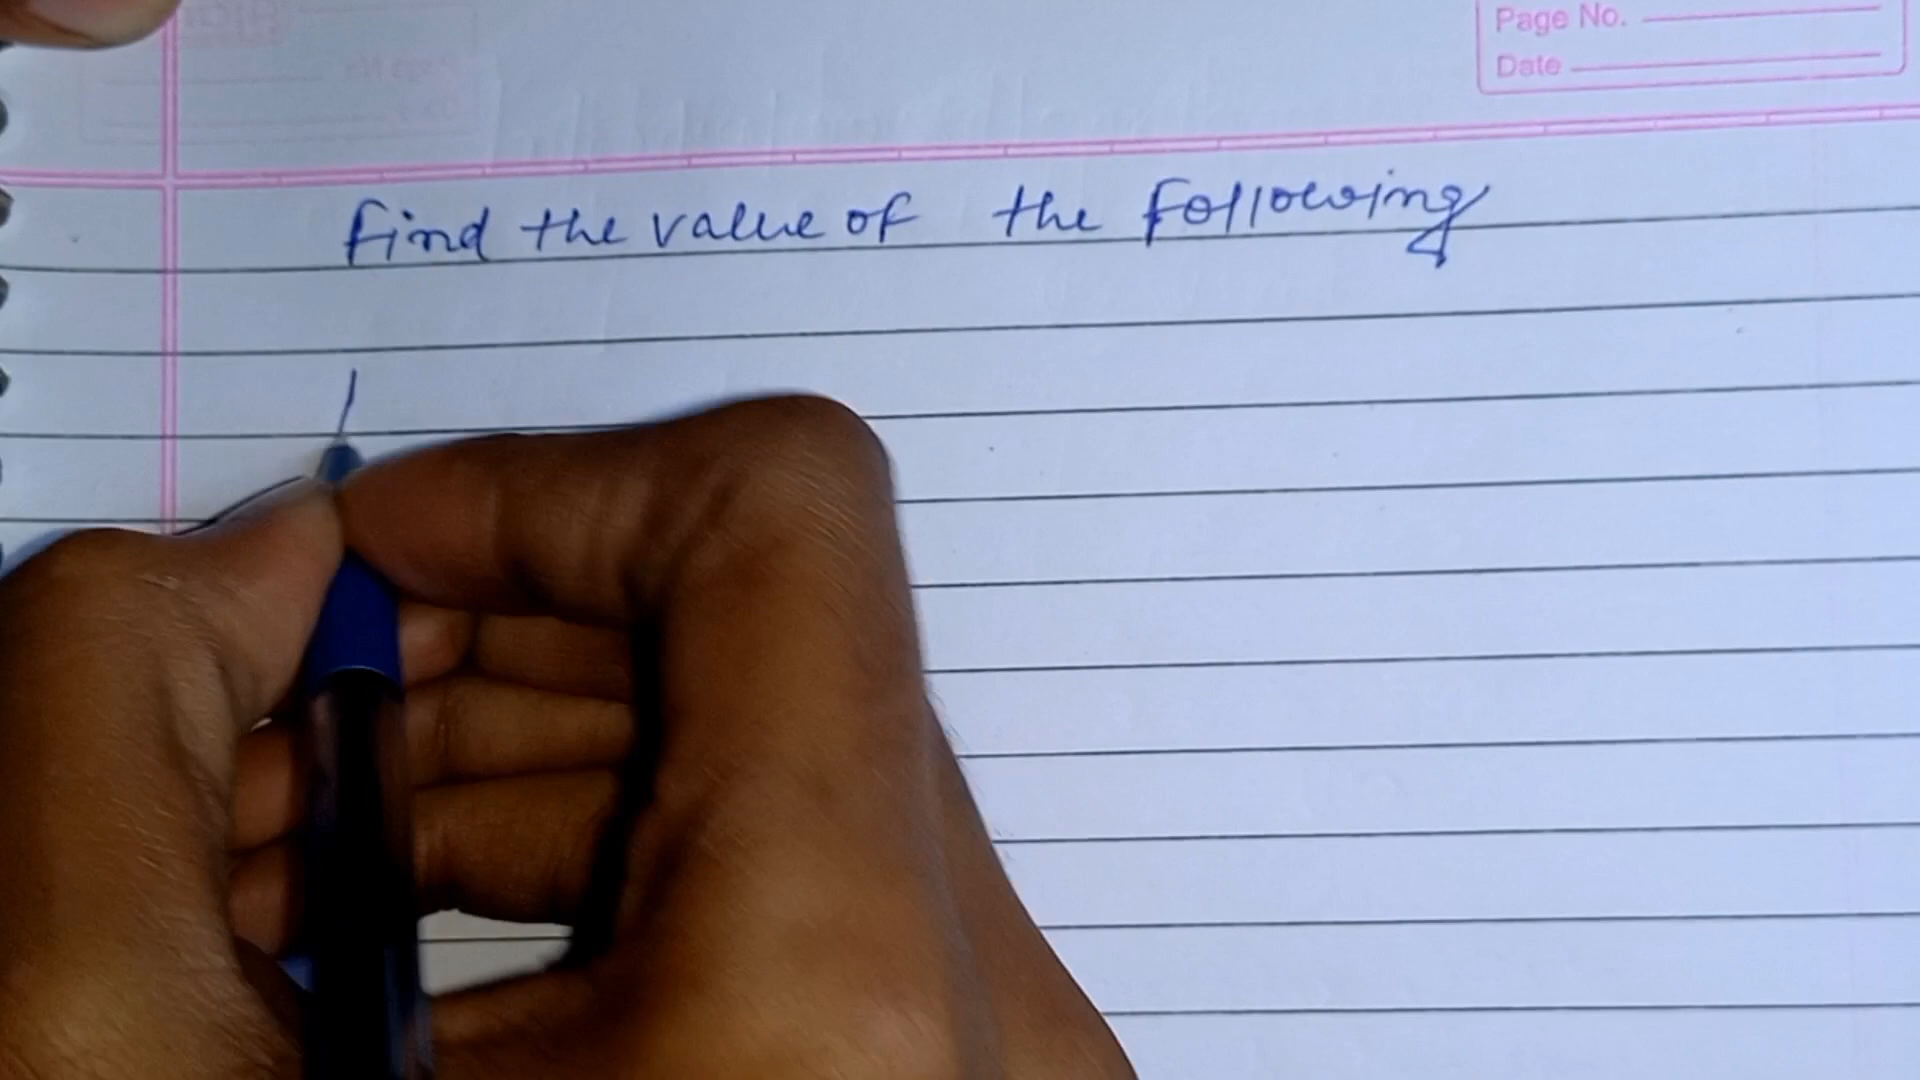 Page No.
Date
Find the value of the following